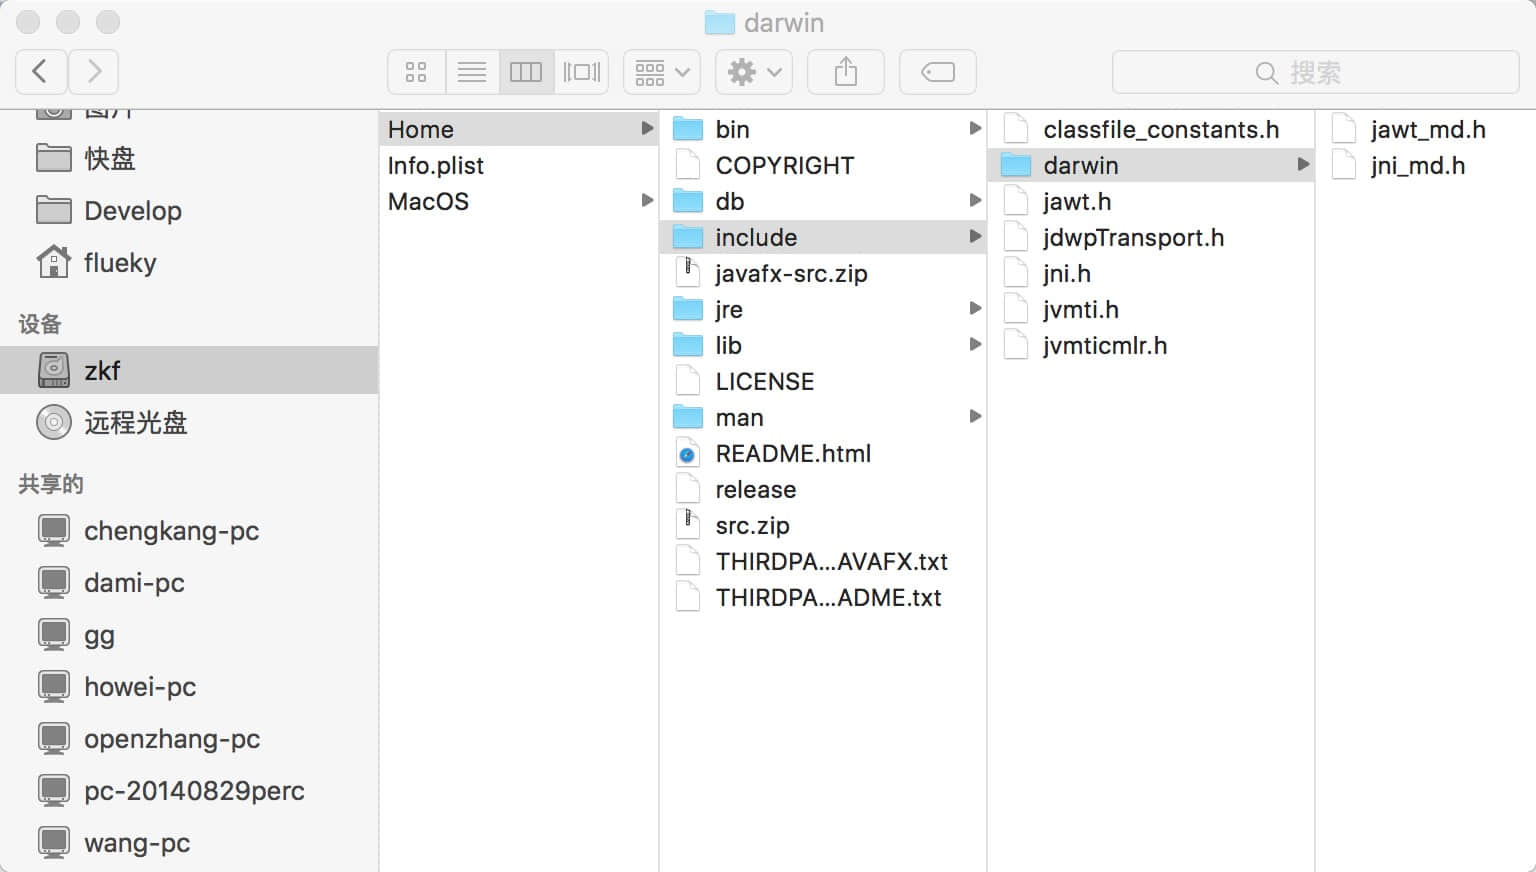 darwin
搜索
图片
快盘
Develop
flueky
设备
zkf
远程光盘
共享的
chengkang-pc
dami-pc
gg
howei-pc
openzhang-pc
pc-20140829perc
wang-pc
Home
Info.plist
MacOS
bin
COPYRIGHT
db
include
javafx-src.zip
jre
lib
LICENSE
man
README.html
release
src.zip
THIRDPA...AVAFX.txt
THIRDPA...ADME.txt
classfile_constants.h
darwin
jawt.h
jdwpTransport.h
jni.h
jvmti.h
jvmticmlr.h
jawt_md.h
jni_md.h